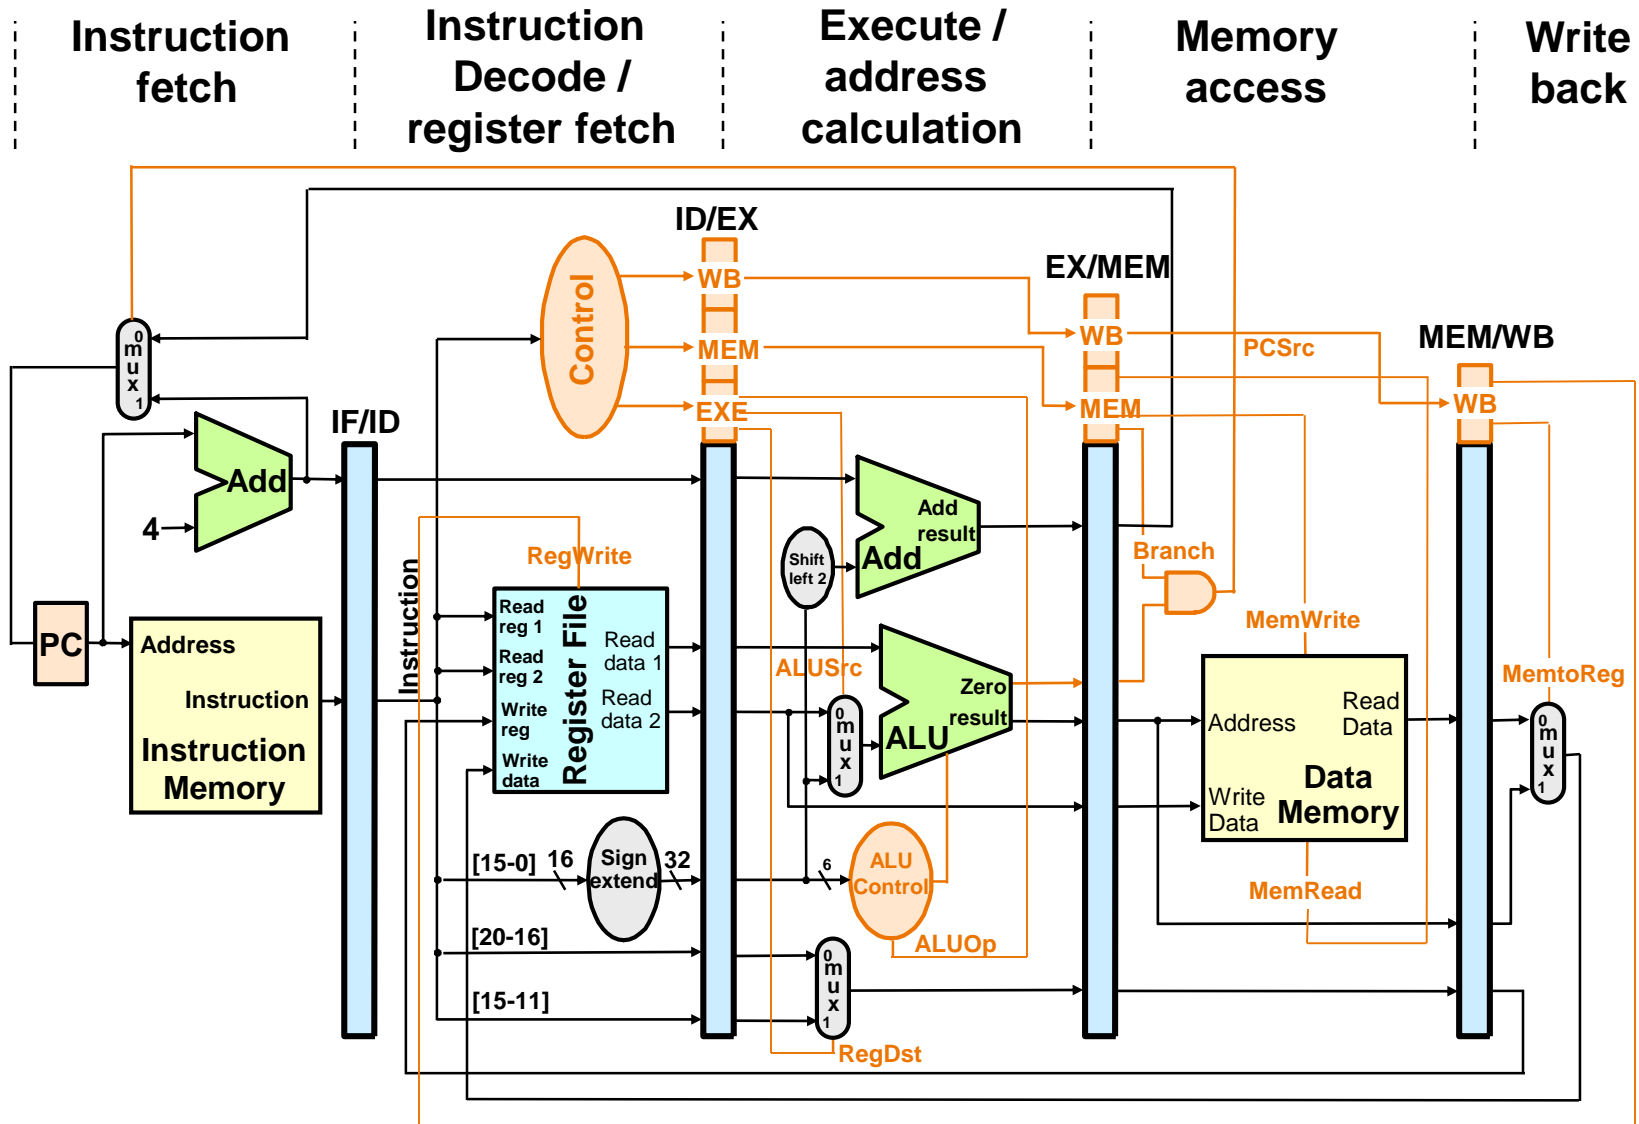 Instruction
fetch
Instruction
Decode /
register fetch
Execute /
address
calculation
Memory
access
Write
back
ID/EX
EX/MEM
MEM/WB
IF/ID
Control
WB
MEM
EXE
WB
MEM
WB
PCSrc
0
mux
1
Add
4
PC
Address
Instruction
Instruction
Memory
Instruction
RegWrite
Read
reg 1
Read
reg 2
Write
reg
Write
data
Register File
Read
data 1
Read
data 2
[15-0]
16
Sign
extend
32
[20-16]
[15-11]
Shift
left 2
Add
Add
result
ALUSrc
0
mux
1
ALU
Zero
result
6
ALU
Control
ALUOp
0
mux
1
RegDst
Branch
MemWrite
Address
Read
Data
Write
Data
Data
Memory
MemRead
MemtoReg
0
mux
1